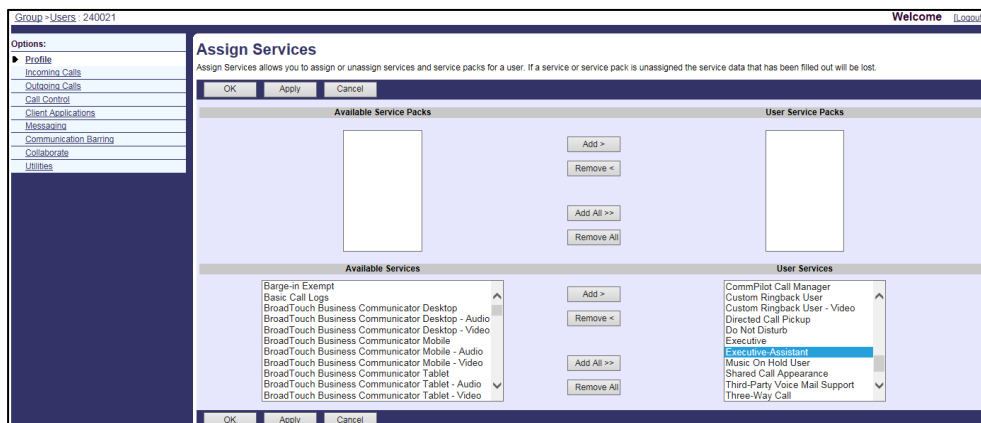 Group >Users : 240021
Welcome [Logout
Options:
Profile
Incoming Calls
Outgoing Calls
Call Control
Client Applications
Messaging
Communication Barring
Collaborate
Utilities
Assign Services
Assign Services allows you to assign or unassign services and service packs for a user. If a service or service pack is unassigned the service data that has been filled out will be lost.
OK Apply Cancel
Available Service Packs
User Service Packs
Add >
Remove <
Add All >>
Remove All
Available Services
User Services
Barge-in Exempt
Basic Call Logs
BroadTouch Business Communicator Desktop
BroadTouch Business Communicator Desktop - Audio
BroadTouch Business Communicator Desktop - Video
BroadTouch Business Communicator Mobile
BroadTouch Business Communicator Mobile - Audio
BroadTouch Business Communicator Mobile - Video
BroadTouch Business Communicator Tablet
BroadTouch Business Communicator Tablet - Audio
BroadTouch Business Communicator Tablet - Video
Add >
Remove <
Add All >>
Remove All
CommPilot Call Manager
Custom Ringback User
Custom Ringback User - Video
Directed Call Pickup
Do Not Disturb
Executive
Executive-Assistant
Music On Hold User
Shared Call Appearance
Third-Party Voice Mail Support
Three-Way Call
OK Apply Cancel